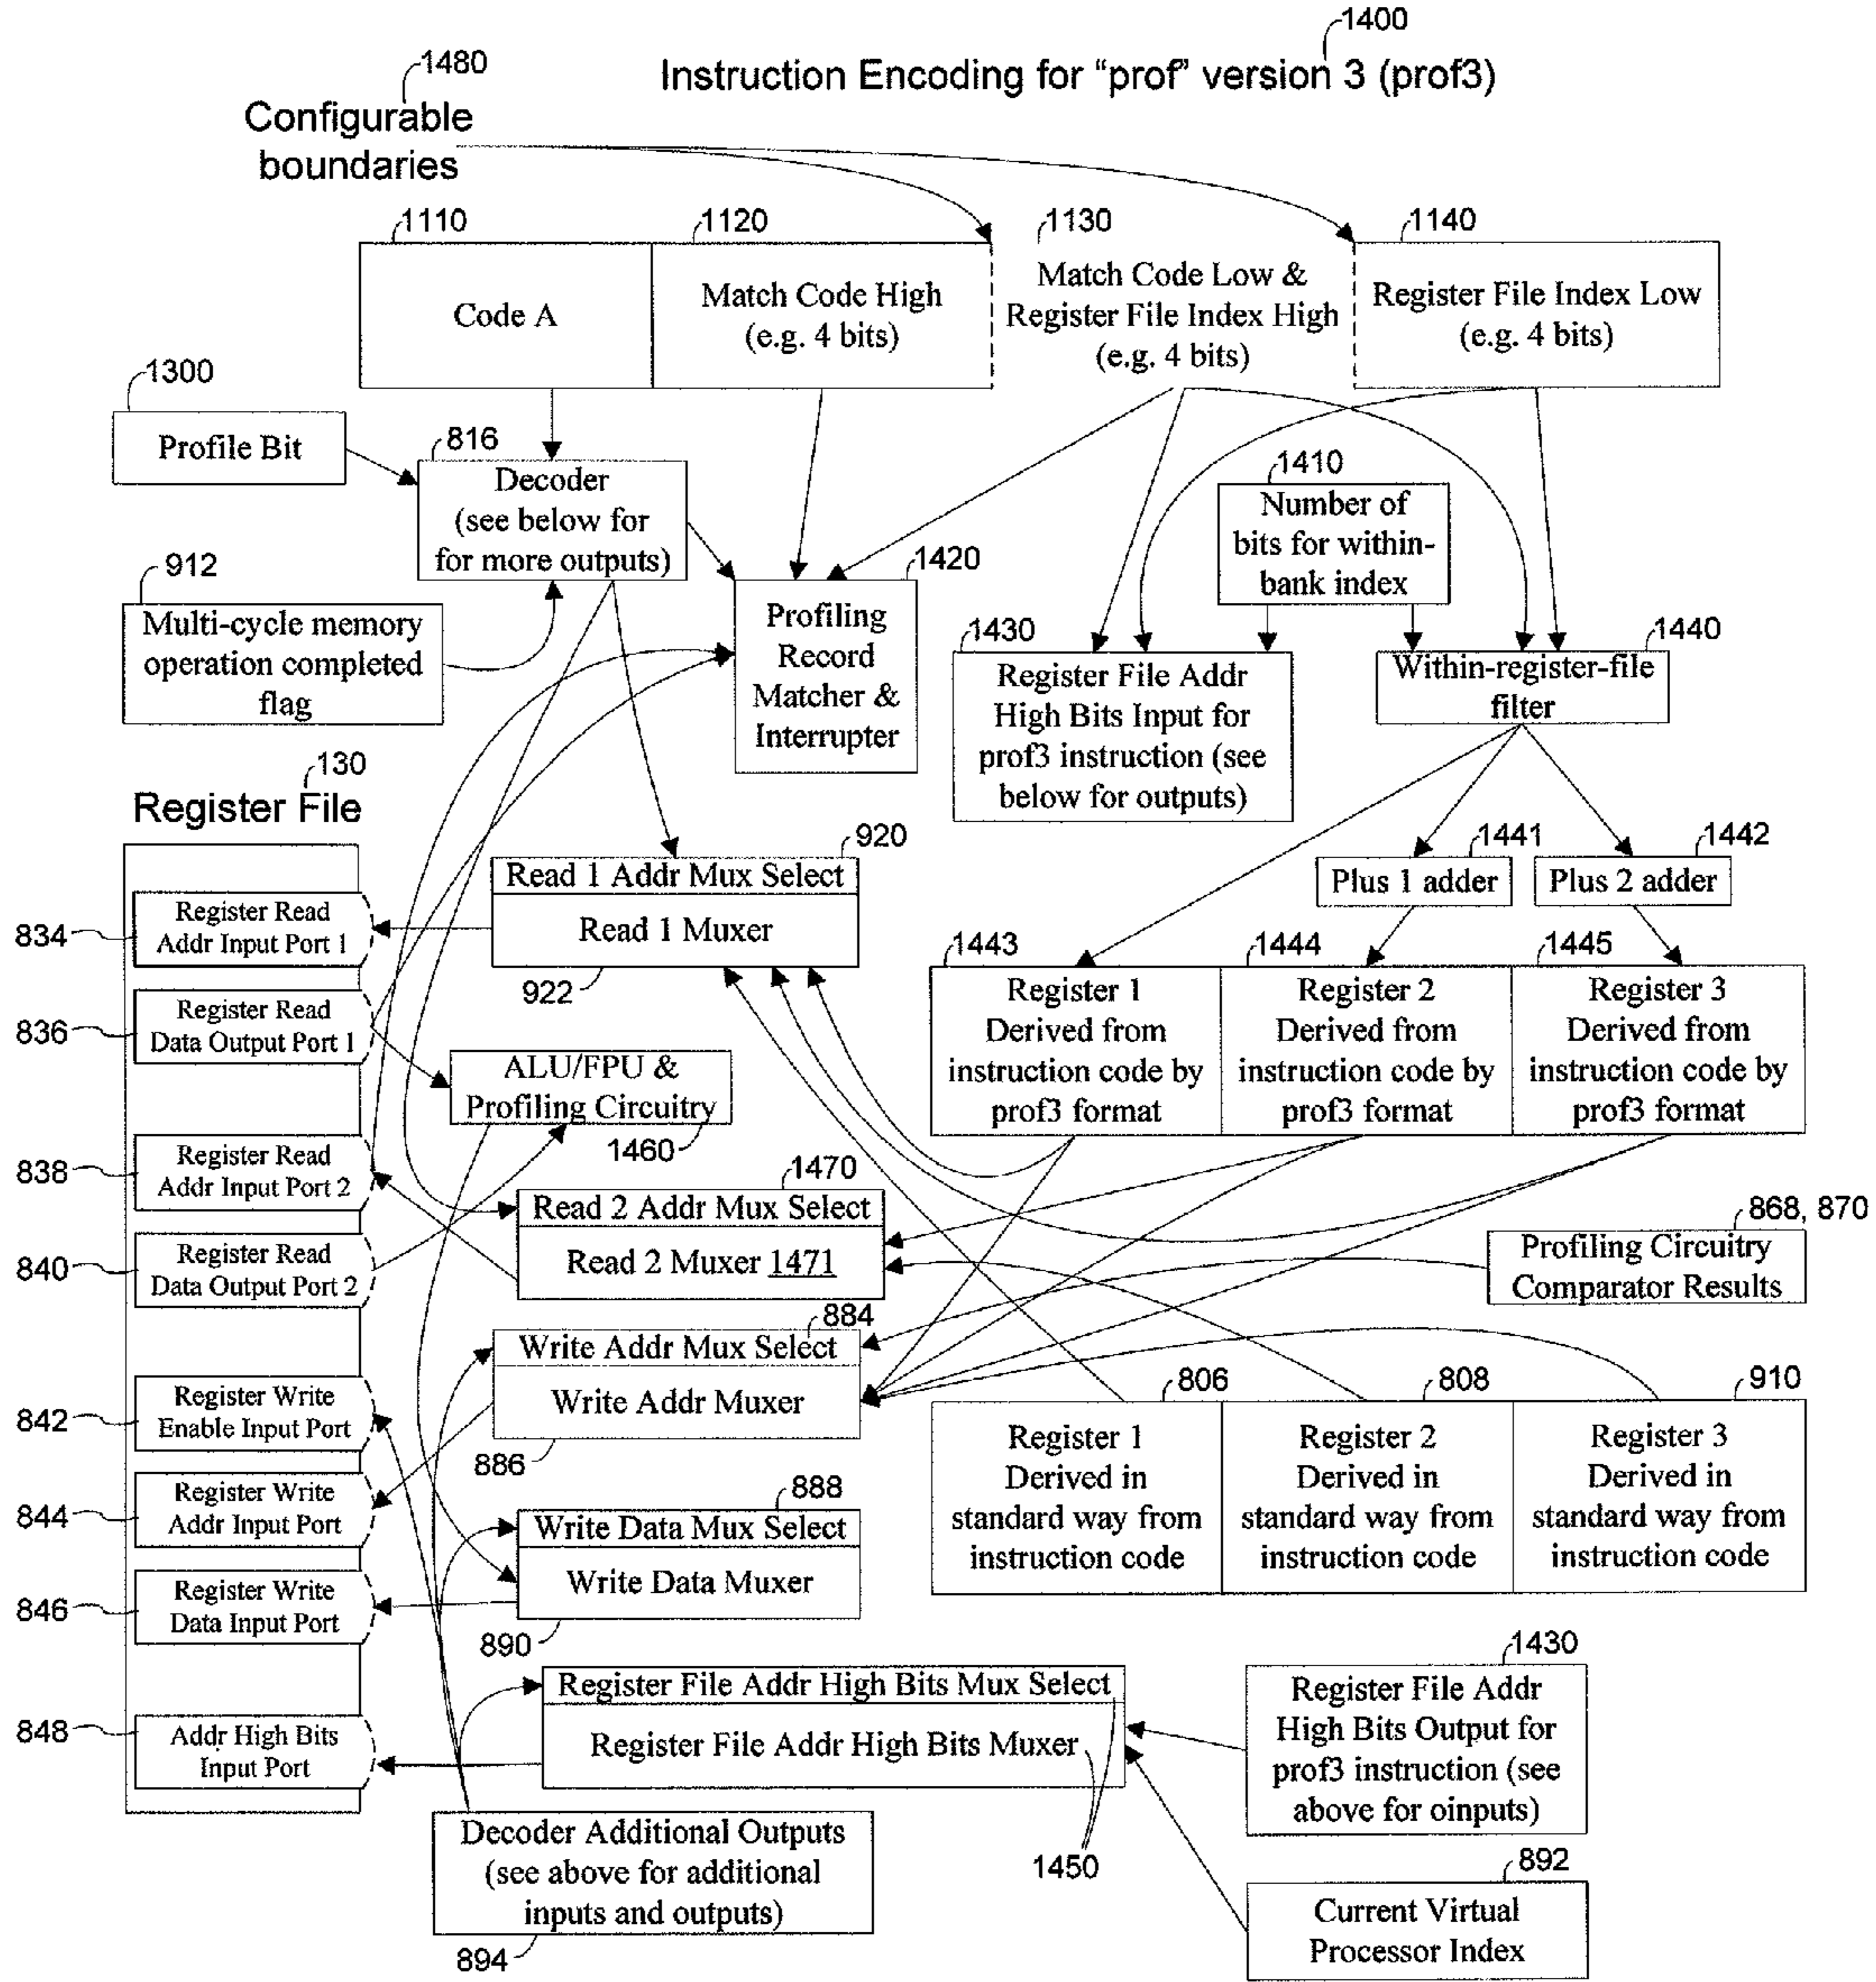 1400
Instruction Encoding for “prof” version 3 (prof3)
1480
Configurable
boundaries
1110
Code A
1120
Match Code High
(e.g. 4 bits)
1130
Match Code Low &
Register File Index High
(e.g. 4 bits)
1140
Register File Index Low
(e.g. 4 bits)
1300
Profile Bit
816
Decoder
(see below for
for more outputs)
912
Multi-cycle memory
operation completed
flag
1420
Profiling
Record
Matcher &
Interrupter
1410
Number of
bits for within-
bank index
1430
Register File Addr
High Bits Input for
prof3 instruction (see
below for outputs)
1440
Within-register-file
filter
1441
Plus 1 adder
1442
Plus 2 adder
130
Register File
834
Register Read
Addr Input Port 1
836
Register Read
Data Output Port 1
838
Register Read
Addr Input Port 2
840
Register Read
Data Output Port 2
842
Register Write
Enable Input Port
844
Register Write
Addr Input Port
846
Register Write
Data Input Port
848
Addr High Bits
Input Port
920
Read 1 Addr Mux Select
Read 1 Muxer
922
ALU/FPU &
Profiling Circuitry
1460
1470
Read 2 Addr Mux Select
Read 2 Muxer 1471
884
Write Addr Mux Select
Write Addr Muxer
886
888
Write Data Mux Select
Write Data Muxer
890
1443
Register 1
Derived from
instruction code by
prof3 format
1444
Register 2
Derived from
instruction code by
prof3 format
1445
Register 3
Derived from
instruction code by
prof3 format
868, 870
Profiling Circuitry
Comparator Results
806
Register 1
Derived in
standard way from
instruction code
808
Register 2
Derived in
standard way from
instruction code
910
Register 3
Derived in
standard way from
instruction code
Register File Addr High Bits Mux Select
Register File Addr High Bits Muxer
1450
1430
Register File Addr
High Bits Output for
prof3 instruction (see
above for oinputs)
Decoder Additional Outputs
(see above for additional
inputs and outputs)
894
892
Current Virtual
Processor Index